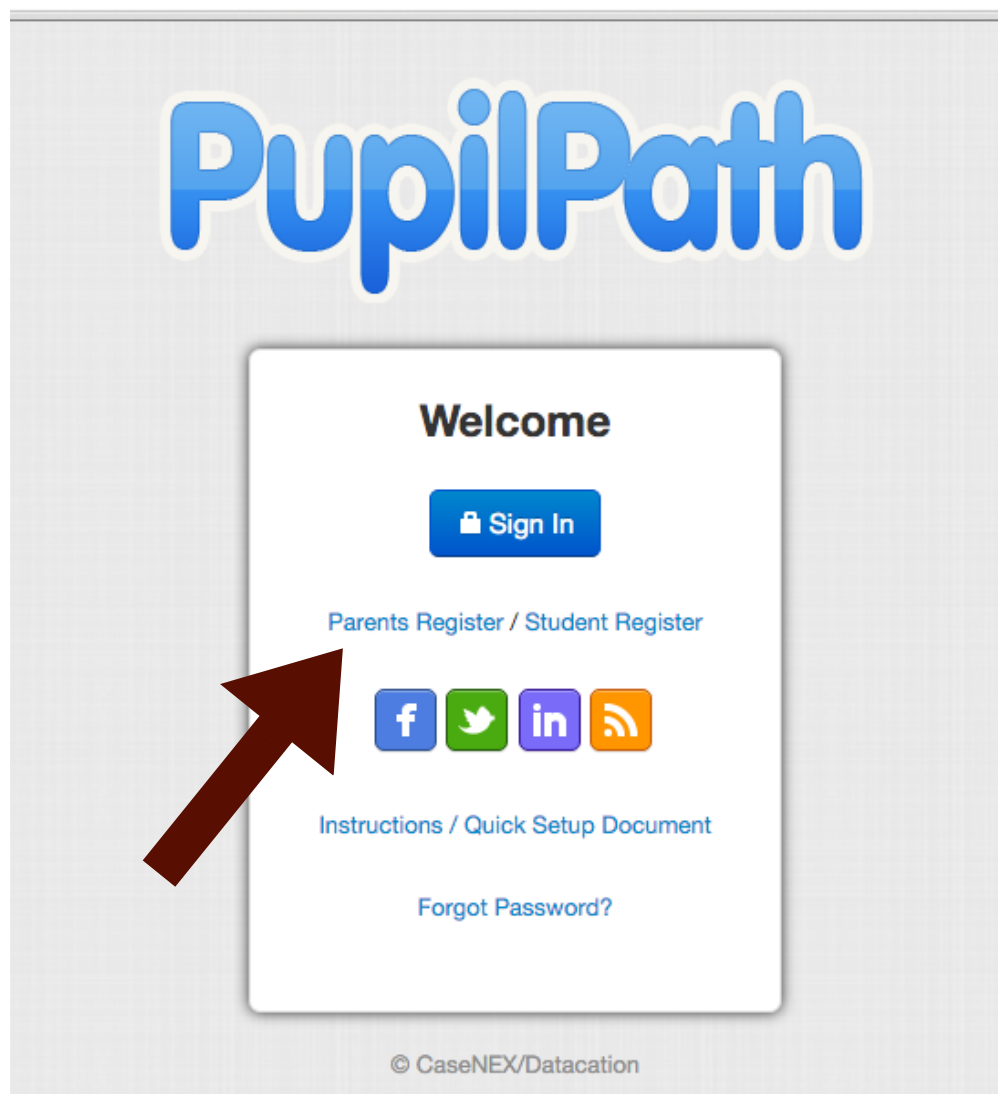 PupilPath
Welcome
Sign In
Parents Register / Student Register
f in
Instructions / Quick Setup Document
Forgot Password?
© CaseNEX/Datacation